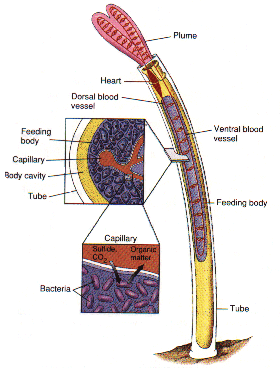 Plume
Heart
Dorsal blood
vessel
Ventral blood
vessel
Feeding
body
Capillary
Body cavity
Tube
Feeding body
Capillary
Sulfide,
CO2
Organic
matter
Bacteria
Tube